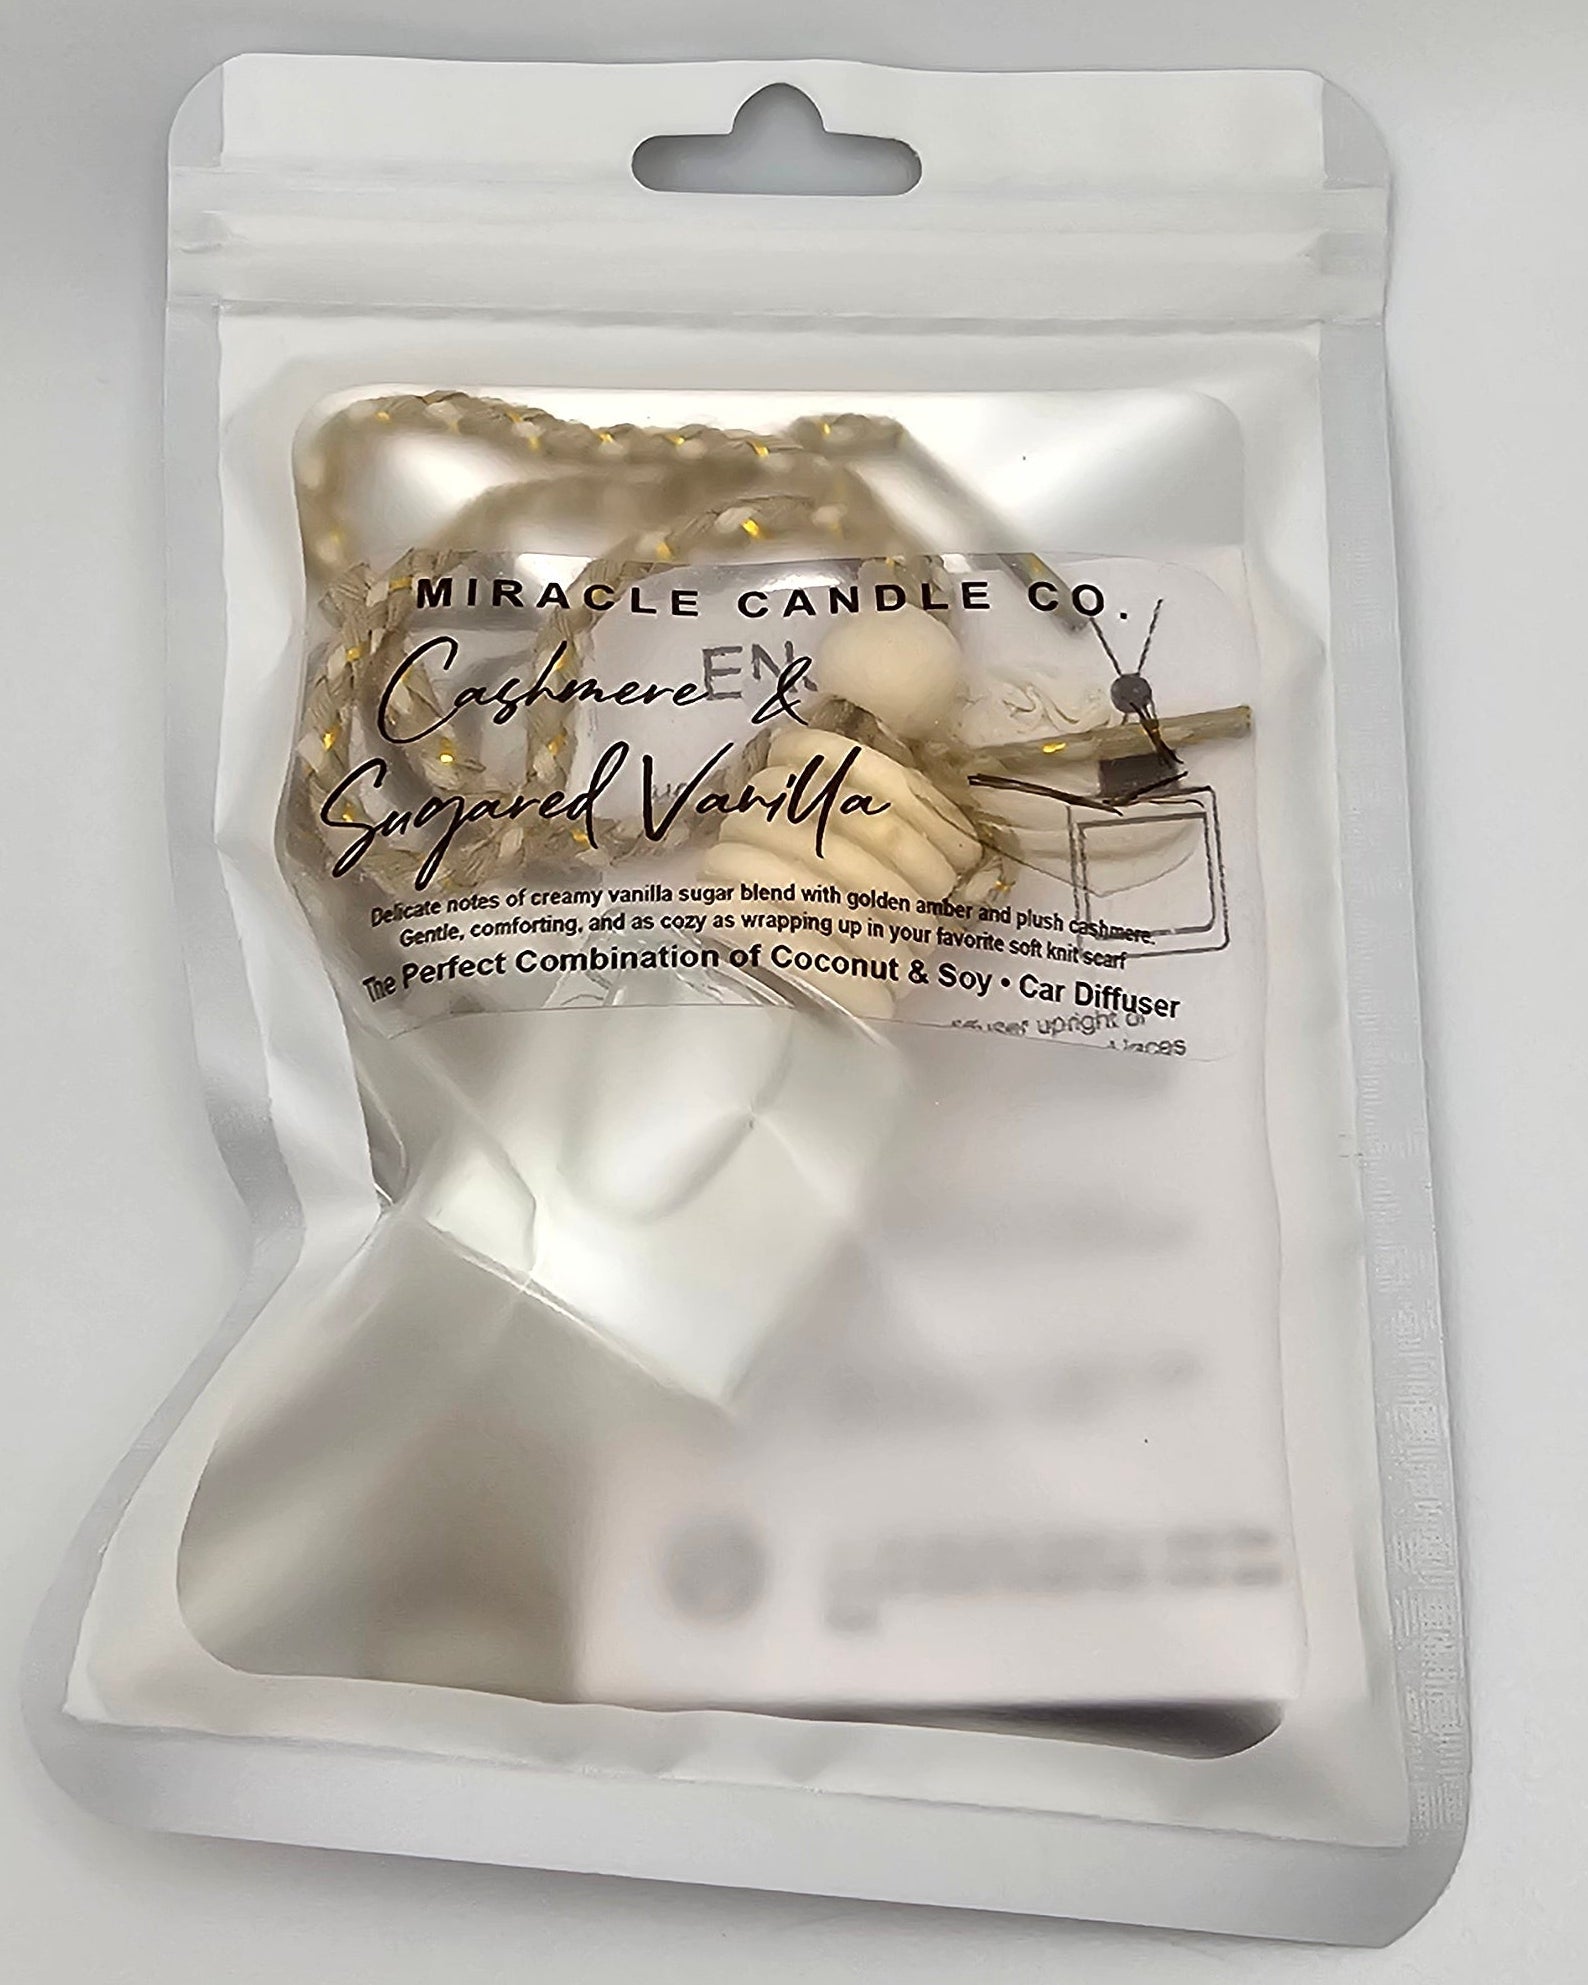 MIRACLE CANDLE CO.
Cashmere &
Sugared Vanilla
Delicate notes of creamy vanilla sugar blend with golden amber and plush cashmere.
Gentle, comforting, and as cozy as wrapping up in your favorite soft knit scarf
The Perfect Combination of Coconut & Soy • Car Diffuser
upright or